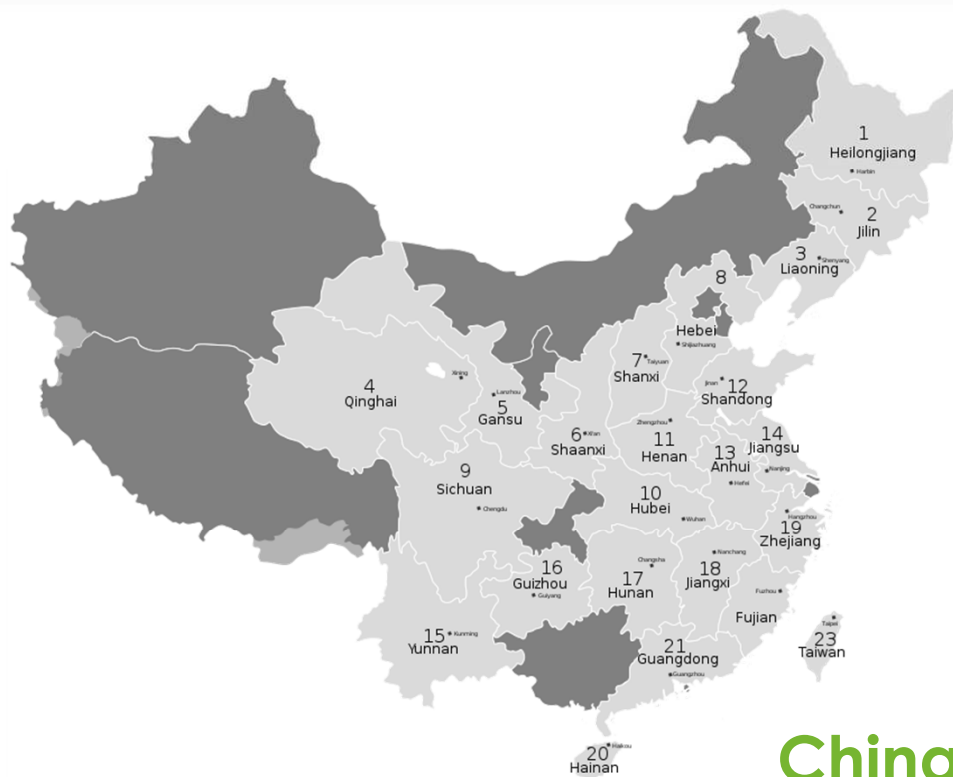 1
Heilongjiang
Harbin
Changchun
2
Jilin
3
Shenyang
Liaoning
8
Hebei
Shijiazhuang
7
Taiyuan
Shanxi
4
Qinghai
Xining
Lanzhou
5
Gansu
Jinan
12
Shandong
6
Xi'an
Shaanxi
Zhengzhou
11
Henan
14
Jiangsu
Nanjing
13
Anhui
Hefei
9
Sichuan
Chengdu
10
Hubei
Wuhan
Hangzhou
19
Zhejiang
16
Guizhou
Guiyang
Changsha
17
Hunan
Nanchang
18
Jiangxi
Fuzhou
Fujian
15
Kunming
Yunnan
21
Guangdong
Guangzhou
Taipei
23
Taiwan
20
Haikou
Hainan
China